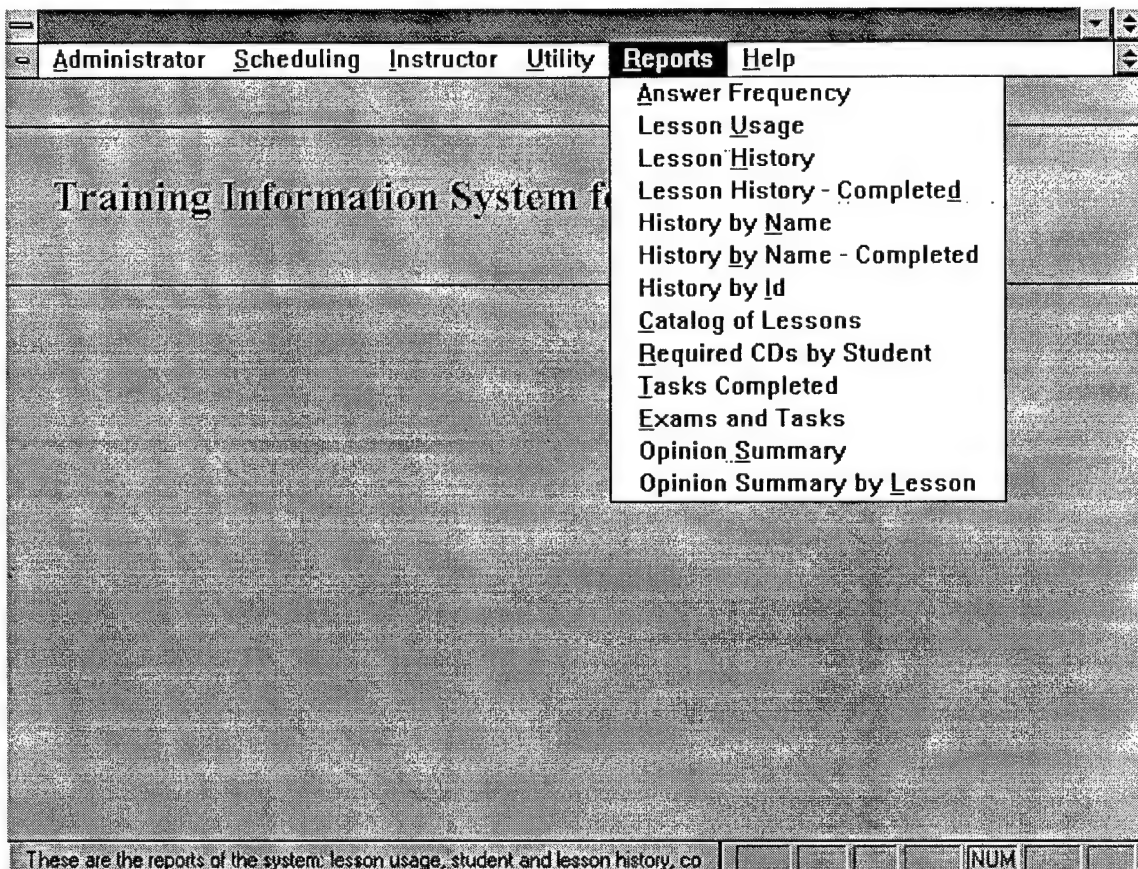 Administrator Scheduling Instructor Utility Reports Help
Answer Frequency
Lesson Usage
Lesson History
Lesson History - Completed
History by Name
History by Name - Completed
History by Id
Catalog of Lessons
Required CDs by Student
Tasks Completed
Exams and Tasks
Opinion Summary
Opinion Summary by Lesson
Training Information System f
These are the reports of the system: lesson usage, student and lesson history, co
NUM